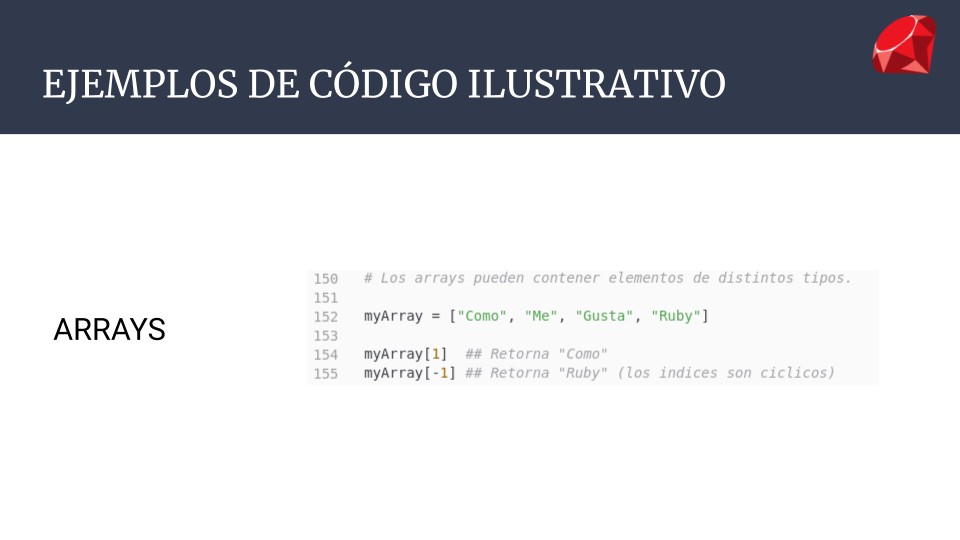 EJEMPLOS DE CÓDIGO ILUSTRATIVO
ARRAYS
150 # Los arrays pueden contener elementos de distintos tipos.
151
152 myArray = ["Como", "Me", "Gusta", "Ruby"]
153
154 myArray[1]  ## Retorna "Como"
155 myArray[-1] ## Retorna "Ruby" (los indices son ciclicos)